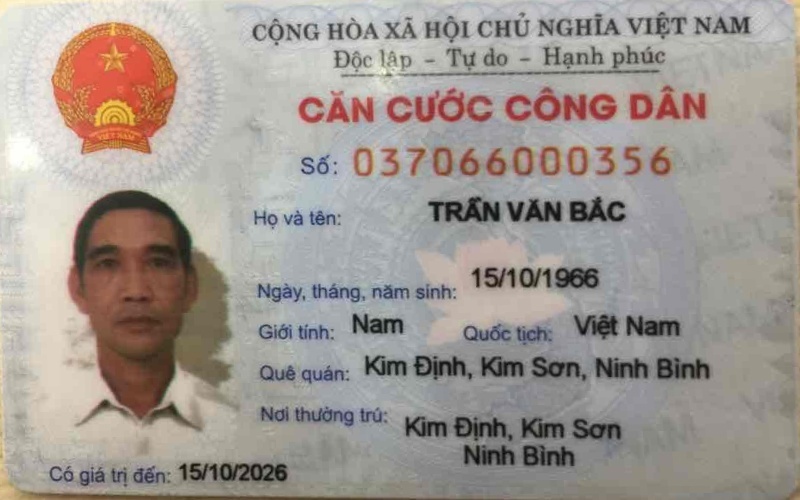 CỘNG HÒA XÃ HỘI CHỦ NGHĨA VIỆT NAM
Độc lập - Tự do - Hạnh phúc
CĂN CƯỚC CÔNG DÂN
Số: 037066000356
Họ và tên: TRẦN VĂN BẮC
Ngày, tháng, năm sinh: 15/10/1966
Giới tính: Nam Quốc tịch: Việt Nam
Quê quán: Kim Định, Kim Sơn, Ninh Bình
Nơi thường trú: Kim Định, Kim Sơn
Ninh Bình
Có giá trị đến: 15/10/2026